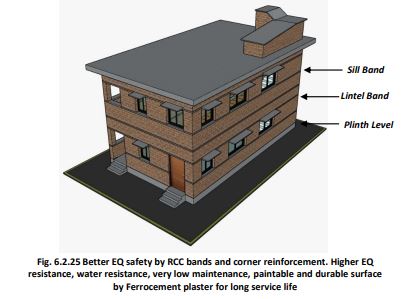 Sill Band
Lintel Band
Plinth Level
Fig. 6.2.25 Better EQ safety by RCC bands and corner reinforcement. Higher EQ
resistance, water resistance, very low maintenance, paintable and durable surface
by Ferrocement plaster for long service life